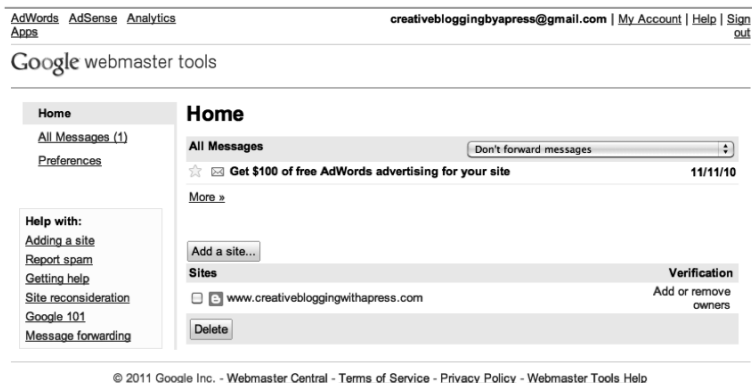 AdWords AdSense Analytics
Apps
creativebloggingbyapress@gmail.com | My Account | Help | Sign
out
Google webmaster tools
Home
All Messages (1)
Preferences
Help with:
Adding a site
Report spam
Getting help
Site reconsideration
Google 101
Message forwarding
Home
All Messages Don't forward messages
Get $100 of free AdWords advertising for your site 11/11/10
More »
Add a site...
Sites Verification
www.creativebloggingwithapress.com Add or remove
owners
Delete
© 2011 Google Inc. - Webmaster Central - Terms of Service - Privacy Policy - Webmaster Tools Help